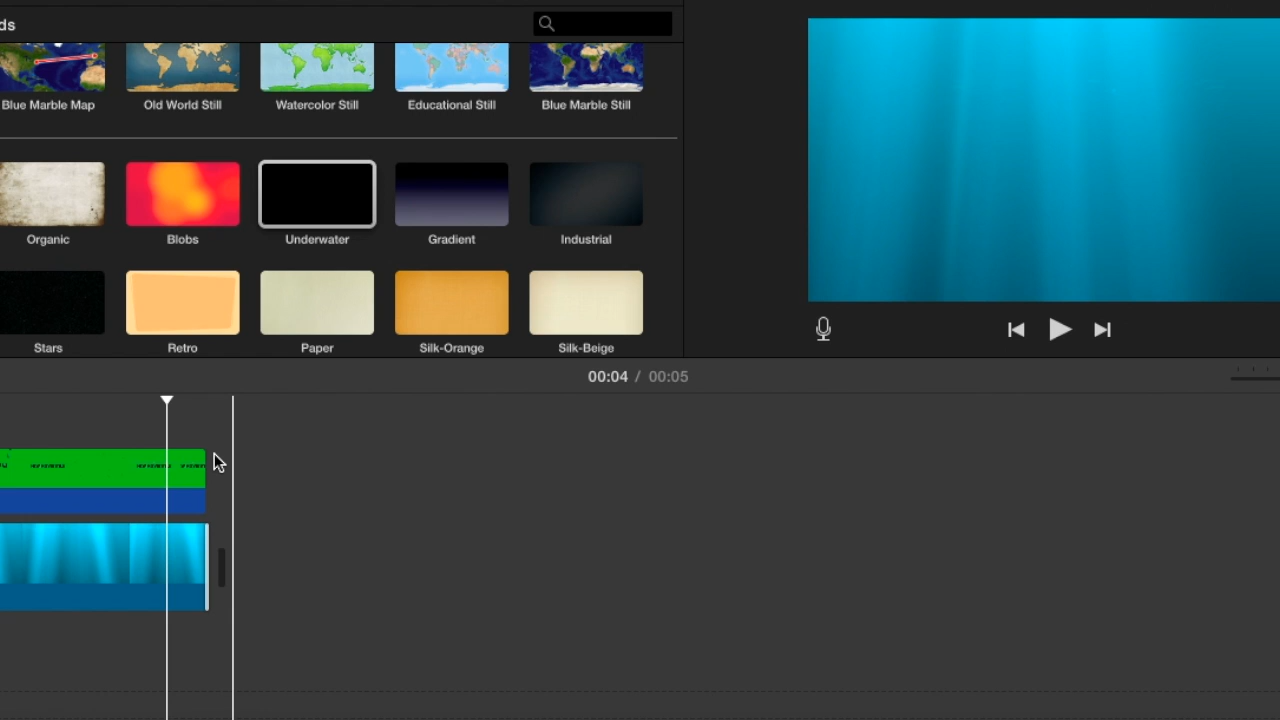 ds
Blue Marble Map Old World Still Watercolor Still Educational Still Blue Marble Still
Organic Blobs Underwater Gradient Industrial
Stars Retro Paper Silk-Orange Silk-Beige
00:04 / 00:05